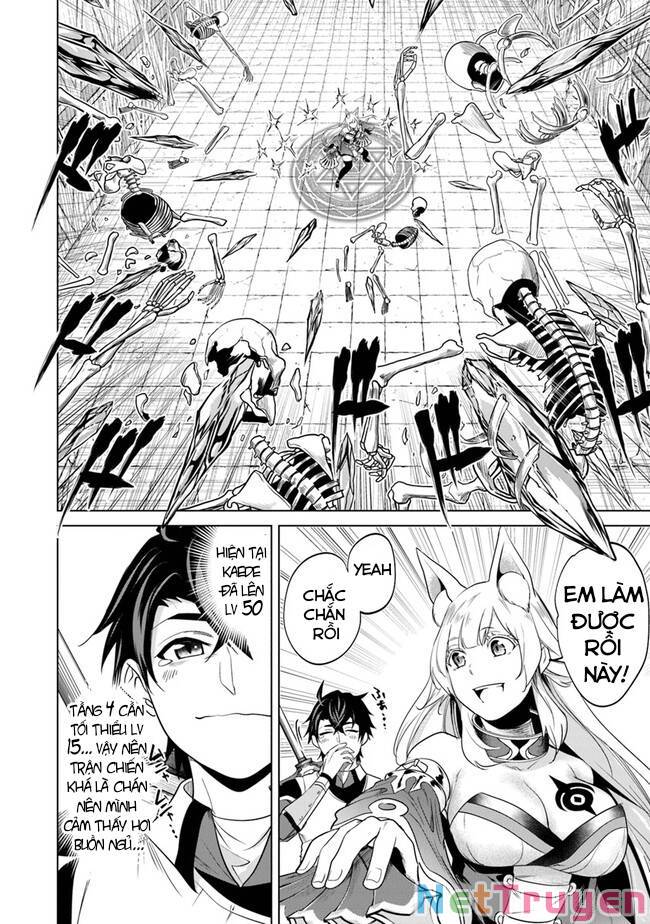 EM LÀM
ĐƯỢC
RỒI
NÀY!
YEAH
CHẮC
CHẮN
RỒI
ふぁ~
HIỆN TẠI
KAEDE
ĐÃ LÊN
LV 50
TẦNG 4 CẦN
TỐI THIỂU LV
15... VẬY NÊN
TRẬN CHIẾN
KHÁ LÀ CHÁN
NÊN MÌNH
CẢM THẤY HƠI
BUỒN NGỦ...
NetTruyen